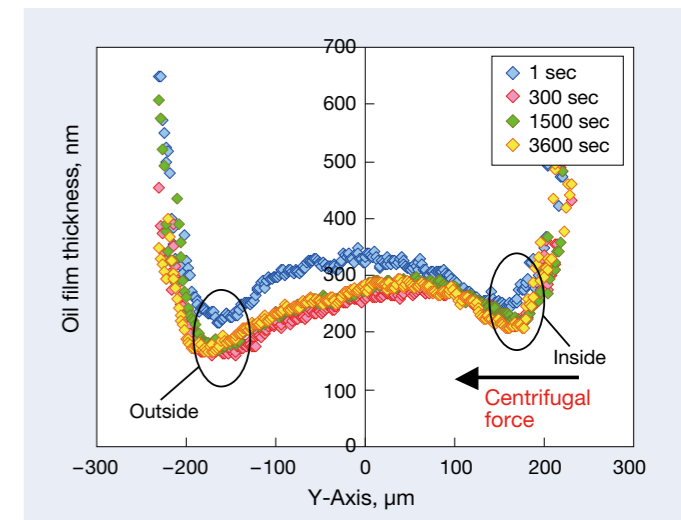 700
600
500
400
300
200
100
0
Oil film thickness, nm
1 sec
300 sec
1500 sec
3600 sec
Outside
Inside
Centrifugal
force
−300 −200 −100 0 100 200 300
Y-Axis, μm